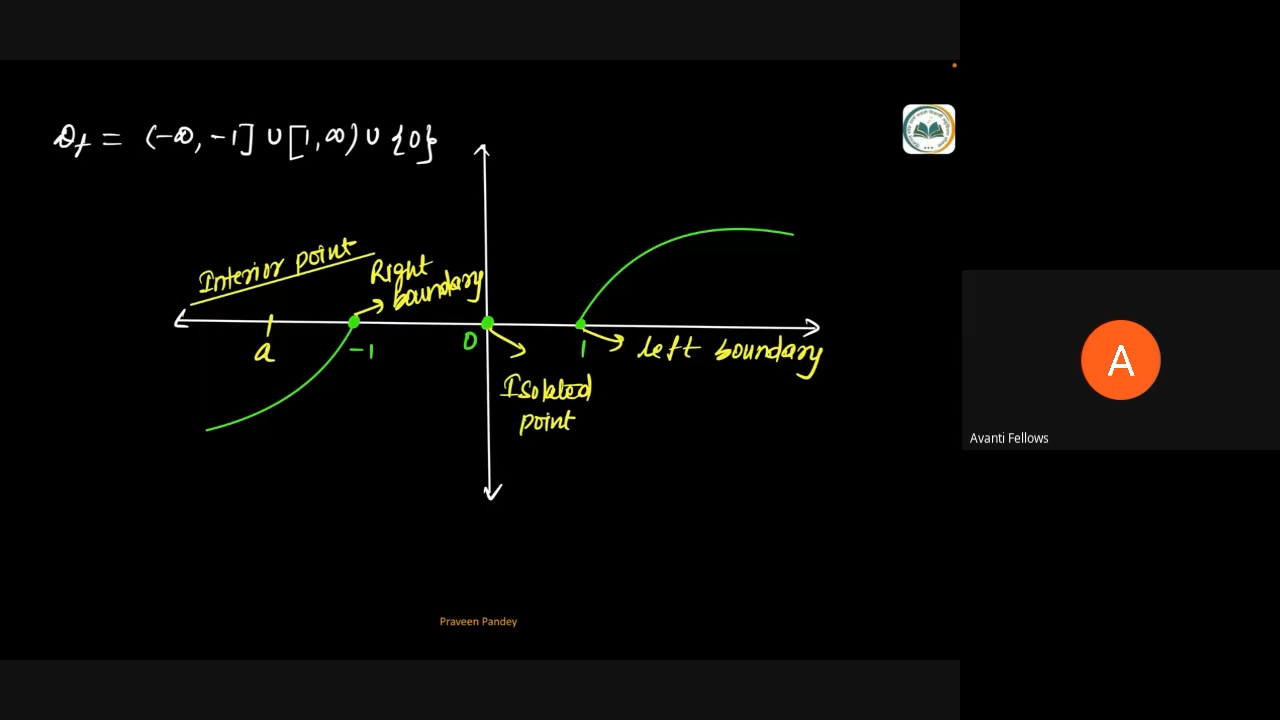 Df = (-∞, -1] ∪ [1, ∞) ∪ {0}
Interior point
Right
boundary
a
-1
0
1
left boundary
Isolated
point
A
Avanti Fellows
Praveen Pandey